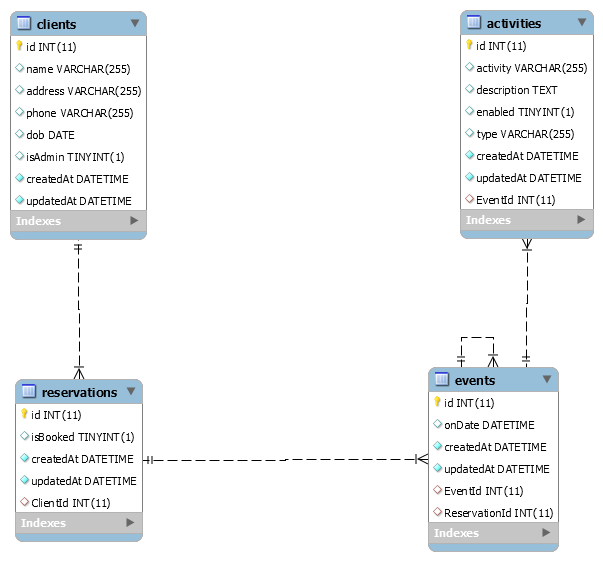 clients
id INT(11)
name VARCHAR(255)
address VARCHAR(255)
phone VARCHAR(255)
dob DATE
isAdmin TINYINT(1)
createdAt DATETIME
updatedAt DATETIME
Indexes
activities
id INT(11)
activity VARCHAR(255)
description TEXT
enabled TINYINT(1)
type VARCHAR(255)
createdAt DATETIME
updatedAt DATETIME
EventId INT(11)
Indexes
reservations
id INT(11)
isBooked TINYINT(1)
createdAt DATETIME
updatedAt DATETIME
ClientId INT(11)
Indexes
events
id INT(11)
onDate DATETIME
createdAt DATETIME
updatedAt DATETIME
EventId INT(11)
ReservationId INT(11)
Indexes